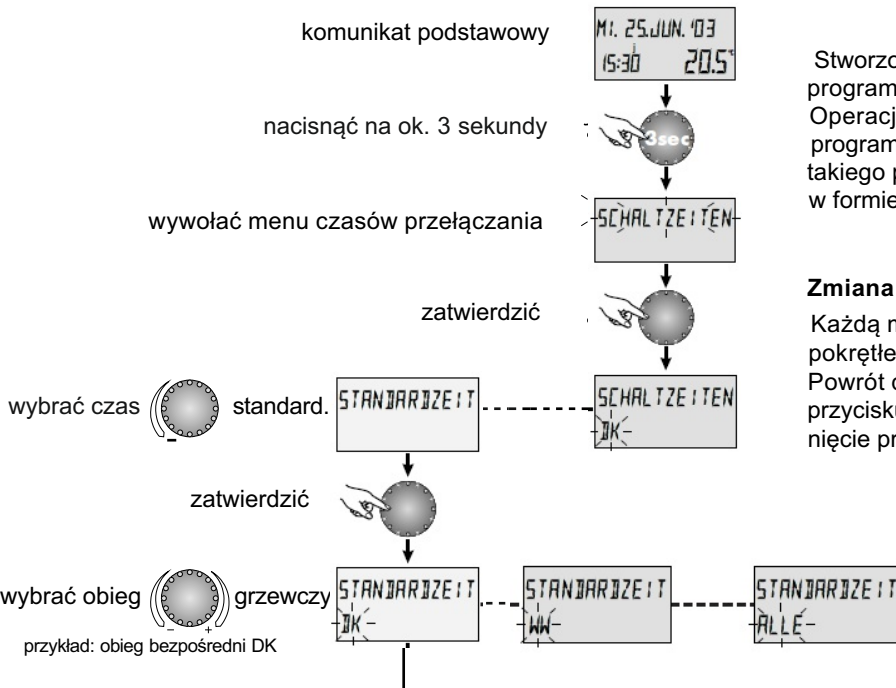 komunikat podstawowy
MI. 25.JUN. '03
15:30 20.5°
nacisnąć na ok. 3 sekundy
3sec
wywołać menu czasów przełączania
SCHALTZEITEN
zatwierdzić
wybrać czas standard.
STANDARDZEIT
SCHALTZEITEN
DK
zatwierdzić
wybrać obieg grzewczy
- +
przykład: obieg bezpośredni DK
STANDARDZEIT
DK
STANDARDZEIT
WW
STANDARDZEIT
ALLE
Stworzo
program
Operacj
program
takiego p
w formie
Zmiana
Każdą n
pokrętłe
Powrót d
przycisku
nięcie pr